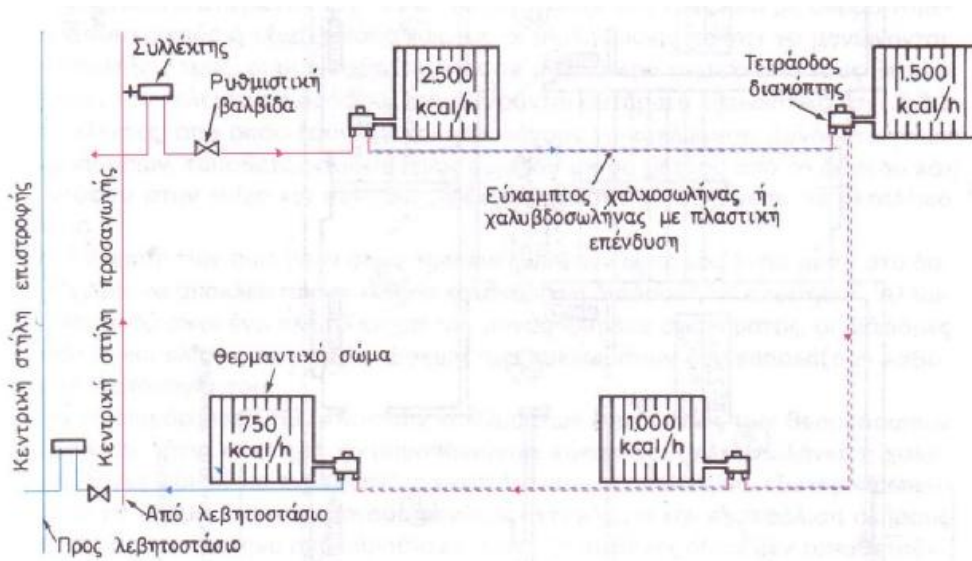 Συλλέκτης
Ρυθμιστική
βαλβίδα
2.500
kcal/h
Τετράοδος
διακόπτης
1.500
kcal/h
Εύκαμπτος χαλκοσωλήνας ή
χαλυβδοσωλήνας με πλαστική
επένδυση
Κεντρική στήλη επιστροφής
Κεντρική στήλη προσαγωγής
θερμαντικό σώμα
750
kcal/h
1.000
kcal/h
Από λεβητοστάσιο
Προς λεβητοστάσιο